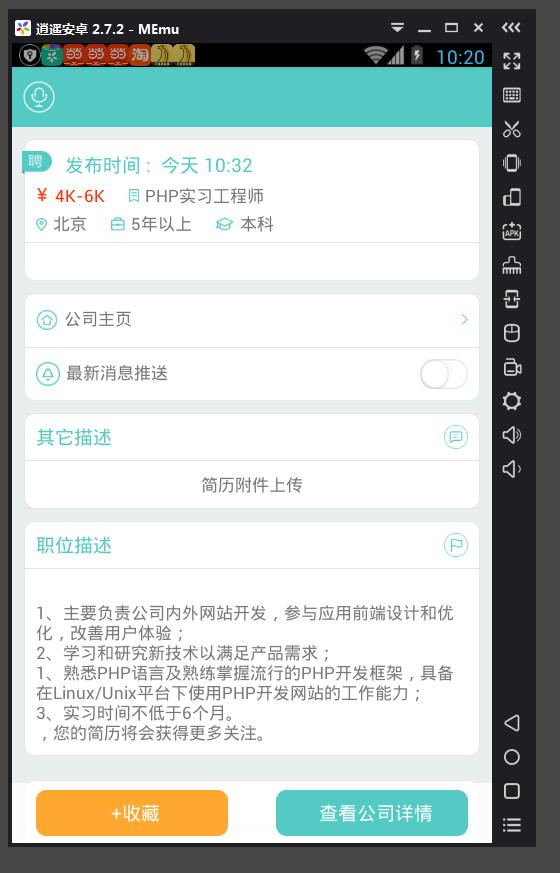 逍遥安卓 2.7.2 - MEmu
淘
10:20
聘
发布时间 : 今天 10:32
¥ 4K-6K PHP实习工程师
北京 5年以上 本科
公司主页
最新消息推送
其它描述
简历附件上传
职位描述
1、主要负责公司内外网站开发，参与应用前端设计和优
化，改善用户体验；
2、学习和研究新技术以满足产品需求；
1、熟悉PHP语言及熟练掌握流行的PHP开发框架，具备
在Linux/Unix平台下使用PHP开发网站的工作能力；
3、实习时间不低于6个月。
，您的简历将会获得更多关注。
+收藏 查看公司详情
APK